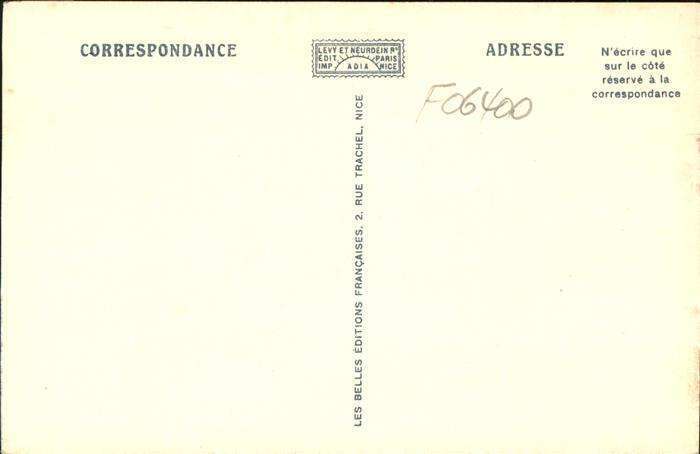 CORRESPONDANCE
LEVY ET NEURDEIN Rs
EDIT. PARIS
IMP. ADIA NICE
ADRESSE
N'écrire que
sur le côté
réservé à la
correspondance
F06400
LES BELLES ÉDITIONS FRANÇAISES, 2, RUE TRACHEL, NICE